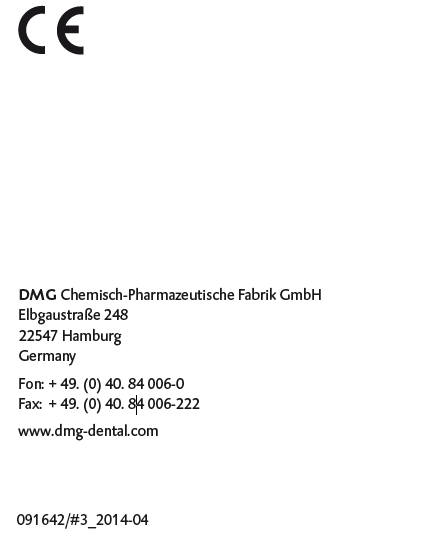 CE
DMG Chemisch-Pharmazeutische Fabrik GmbH
Elbgaustraße 248
22547 Hamburg
Germany
Fon: + 49. (0) 40. 84 006-0
Fax: + 49. (0) 40. 84 006-222
www.dmg-dental.com
091642/#3_2014-04